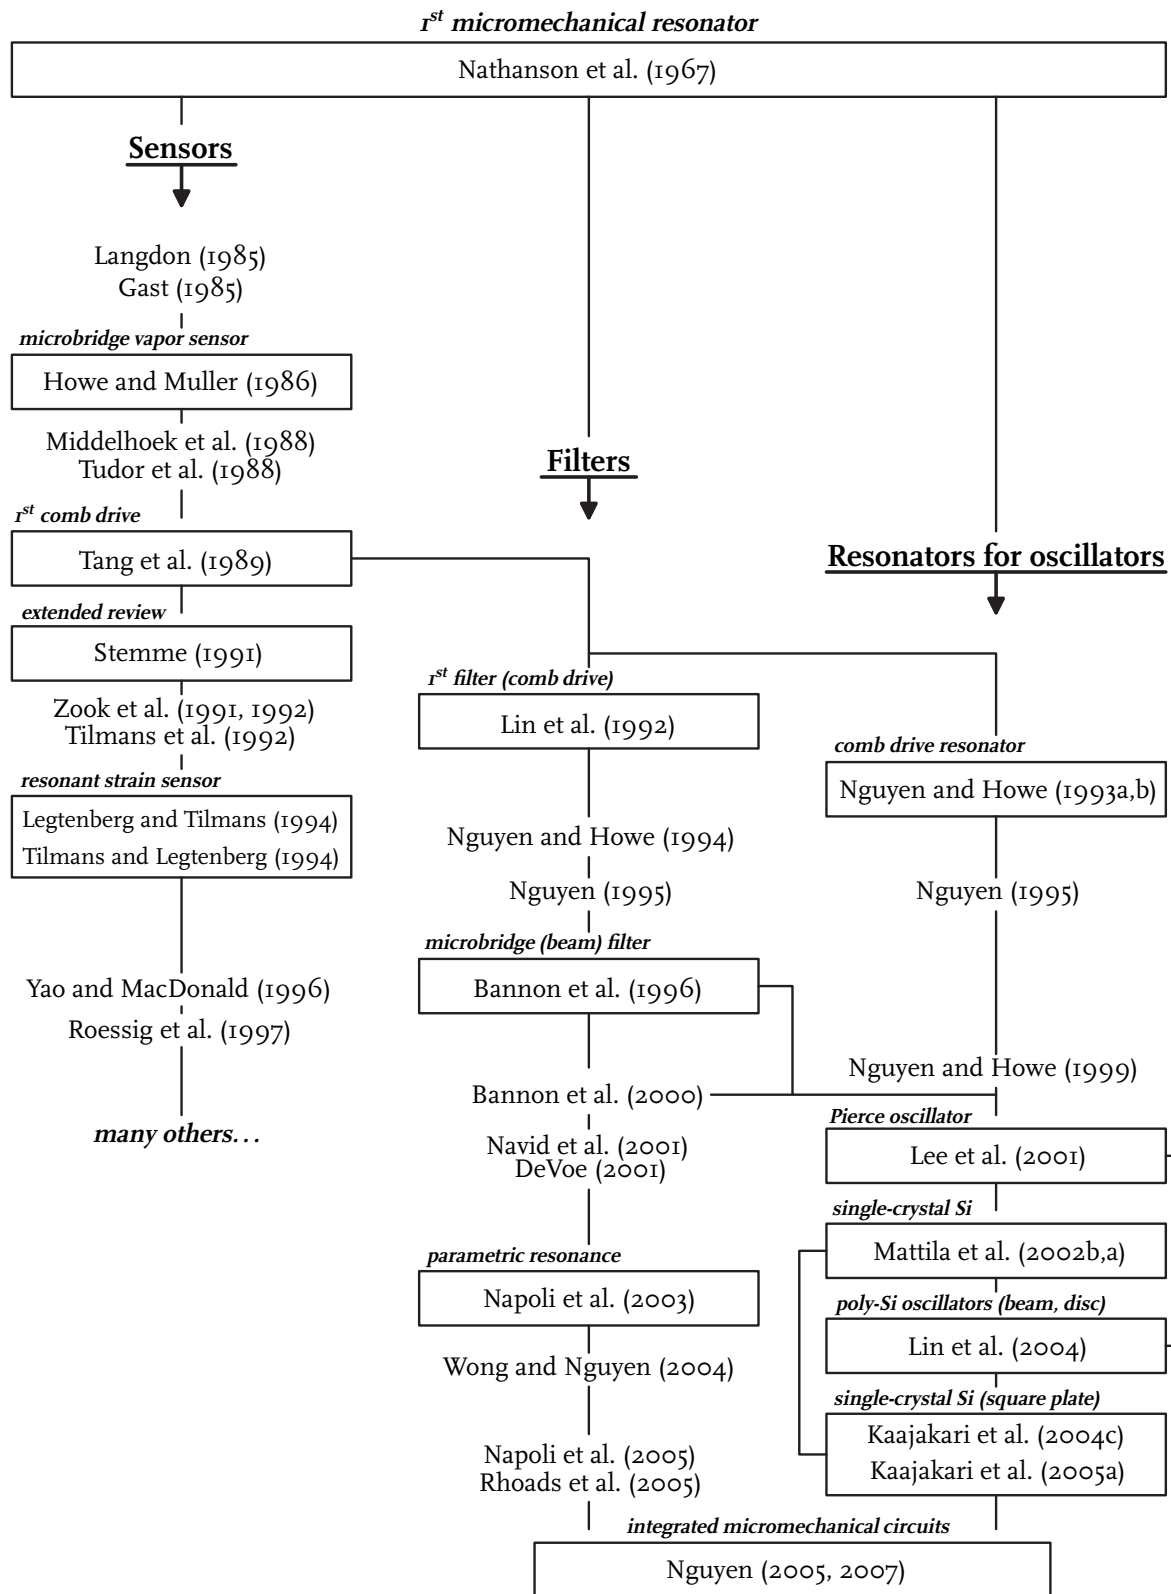 1st micromechanical resonator
Nathanson et al. (1967)
Sensors
Langdon (1985)
Gast (1985)
microbridge vapor sensor
Howe and Muller (1986)
Middelhoek et al. (1988)
Tudor et al. (1988)
1st comb drive
Tang et al. (1989)
extended review
Stemme (1991)
Zook et al. (1991, 1992)
Tilmans et al. (1992)
resonant strain sensor
Legtenberg and Tilmans (1994)
Tilmans and Legtenberg (1994)
Yao and MacDonald (1996)
Roessig et al. (1997)
many others...
Filters
1st filter (comb drive)
Lin et al. (1992)
Nguyen and Howe (1994)
Nguyen (1995)
microbridge (beam) filter
Bannon et al. (1996)
Bannon et al. (2000)
Navid et al. (2001)
DeVoe (2001)
parametric resonance
Napoli et al. (2003)
Wong and Nguyen (2004)
Napoli et al. (2005)
Rhoads et al. (2005)
Resonators for oscillators
comb drive resonator
Nguyen and Howe (1993a,b)
Nguyen (1995)
Nguyen and Howe (1999)
Pierce oscillator
Lee et al. (2001)
single-crystal Si
Mattila et al. (2002b,a)
poly-Si oscillators (beam, disc)
Lin et al. (2004)
single-crystal Si (square plate)
Kaajakari et al. (2004c)
Kaajakari et al. (2005a)
integrated micromechanical circuits
Nguyen (2005, 2007)